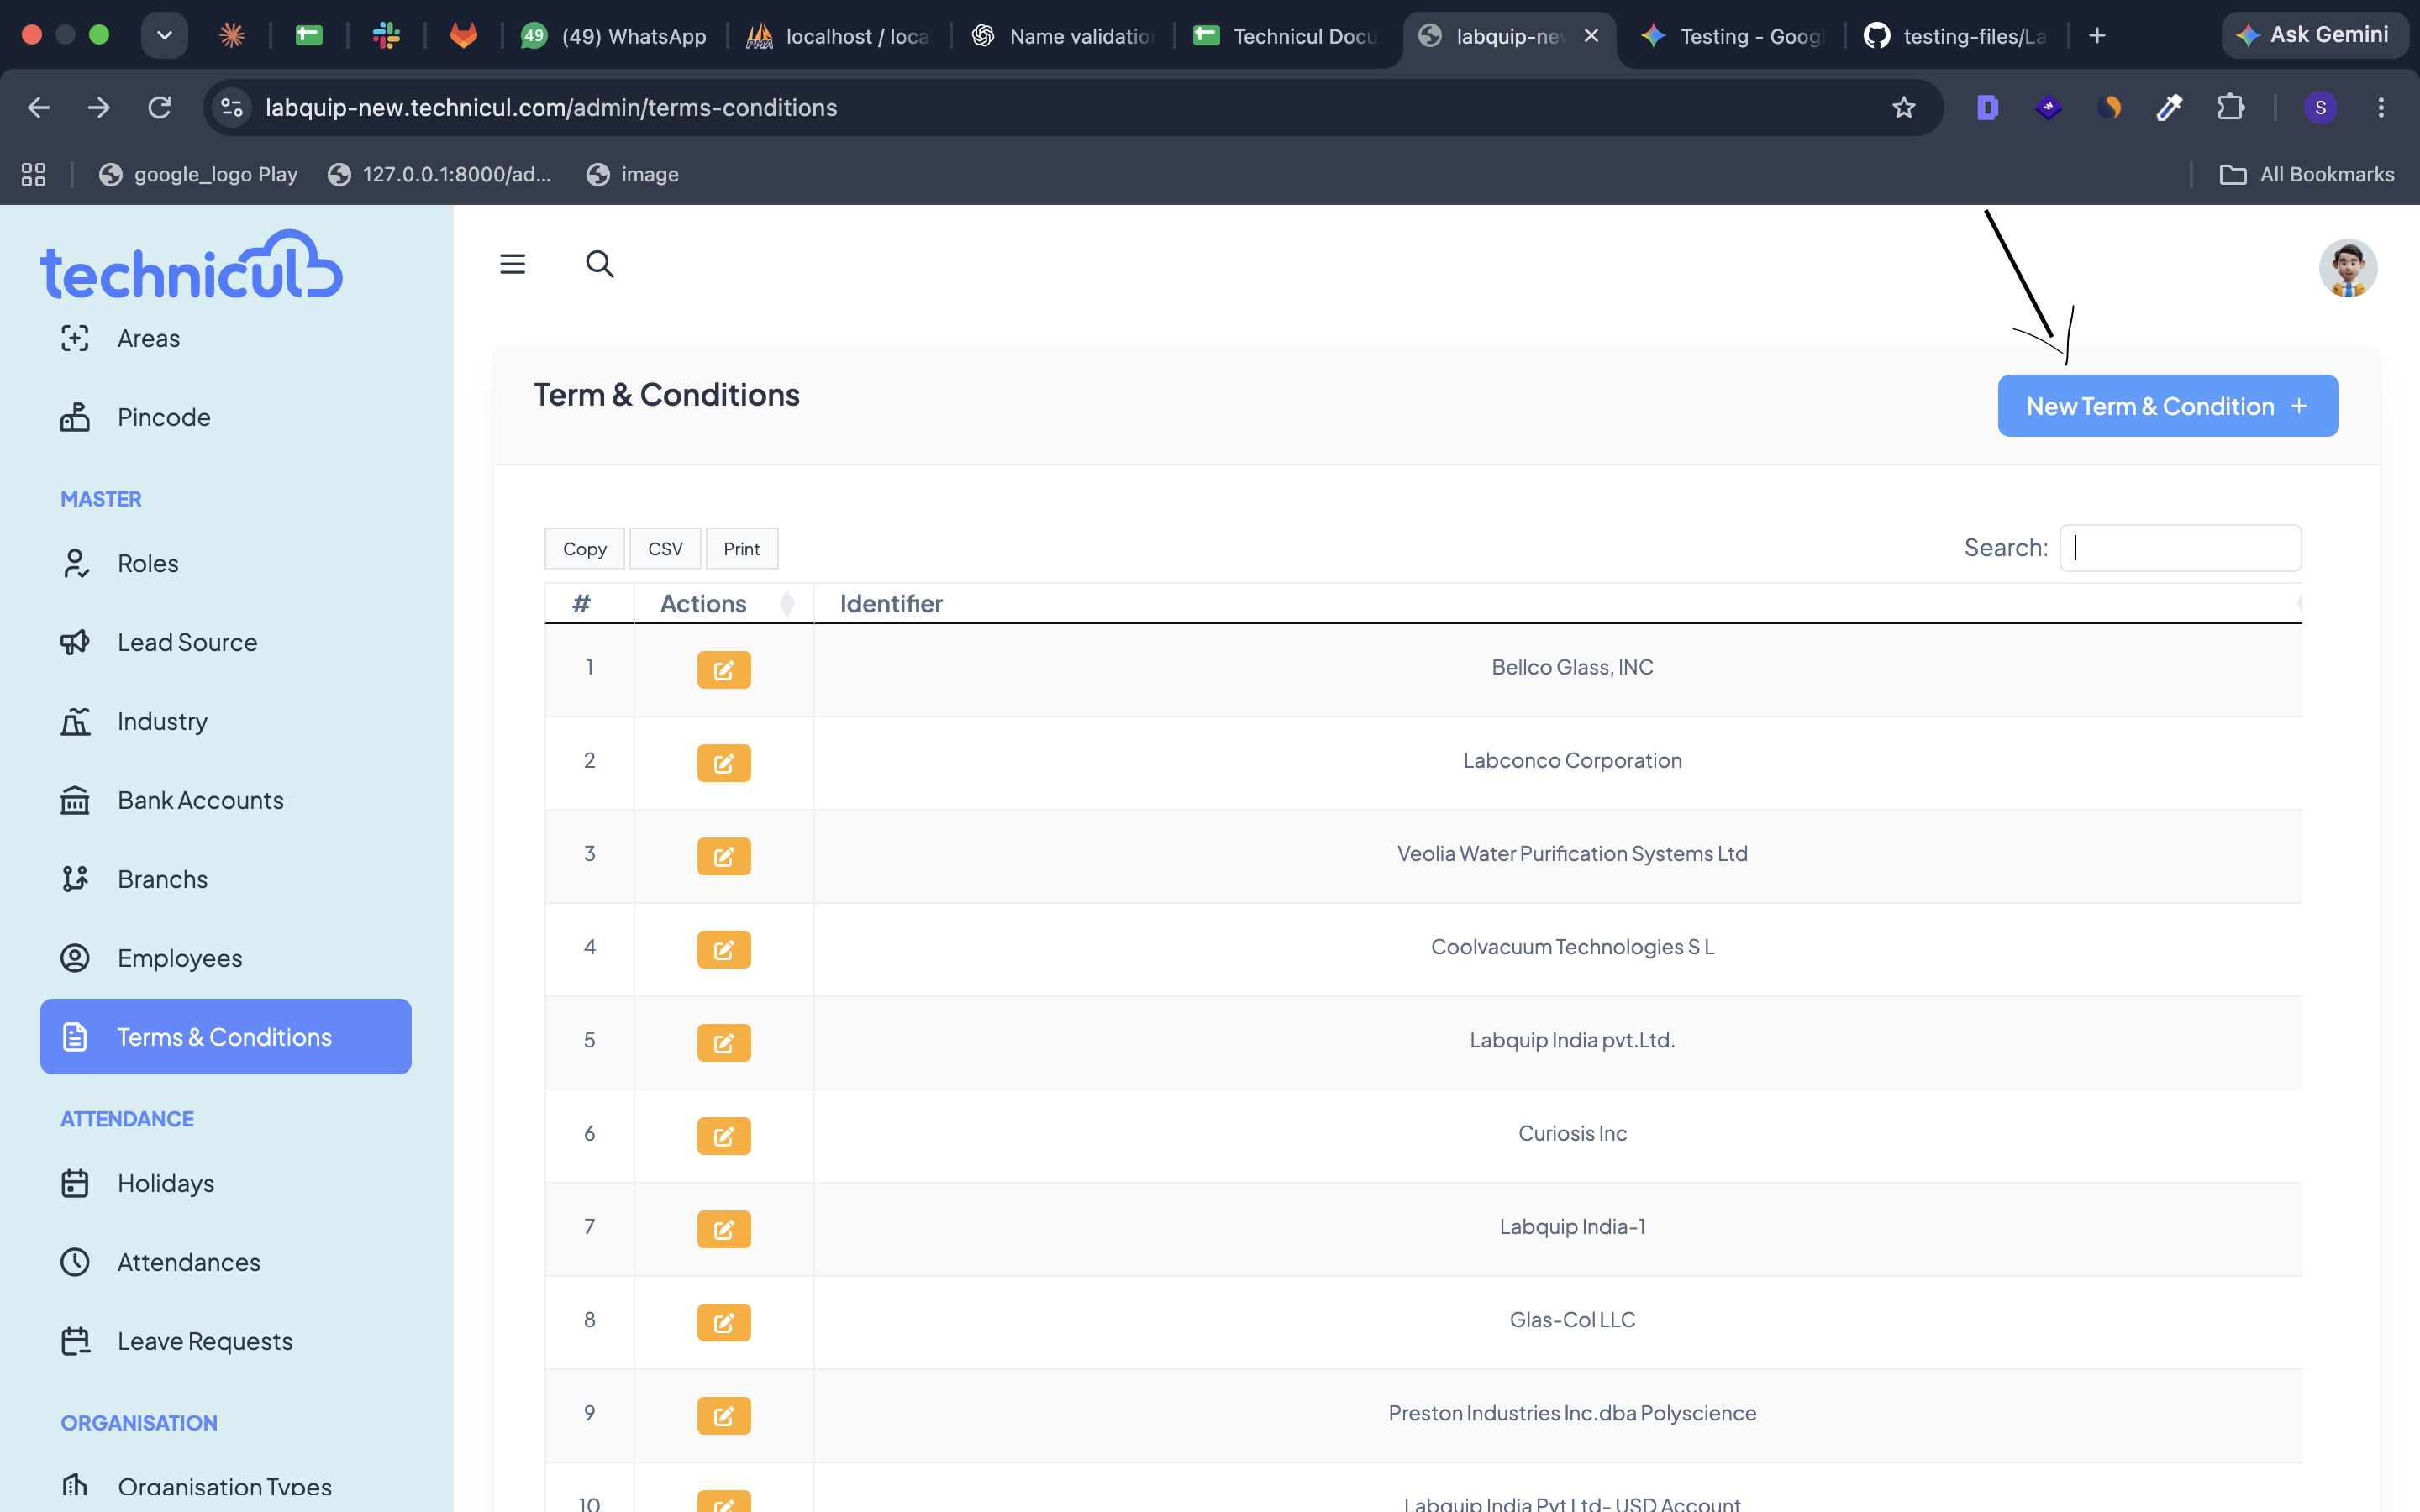 49 (49) WhatsApp localhost / loca Name validation Technicul Docu labquip-new Testing - Goog testing-files/La Ask Gemini
labquip-new.technicul.com/admin/terms-conditions S
google_logo Play 127.0.0.1:8000/ad... image All Bookmarks
technicul
Areas
Pincode
MASTER
Roles
Lead Source
Industry
Bank Accounts
Branchs
Employees
Terms & Conditions
ATTENDANCE
Holidays
Attendances
Leave Requests
ORGANISATION
Organisation Types
Term & Conditions
New Term & Condition +
Copy CSV Print Search:
# Actions Identifier
1 Bellco Glass, INC
2 Labconco Corporation
3 Veolia Water Purification Systems Ltd
4 Coolvacuum Technologies S L
5 Labquip India pvt.Ltd.
6 Curiosis Inc
7 Labquip India-1
8 Glas-Col LLC
9 Preston Industries Inc.dba Polyscience
10 Labquip India Pvt Ltd- USD Account